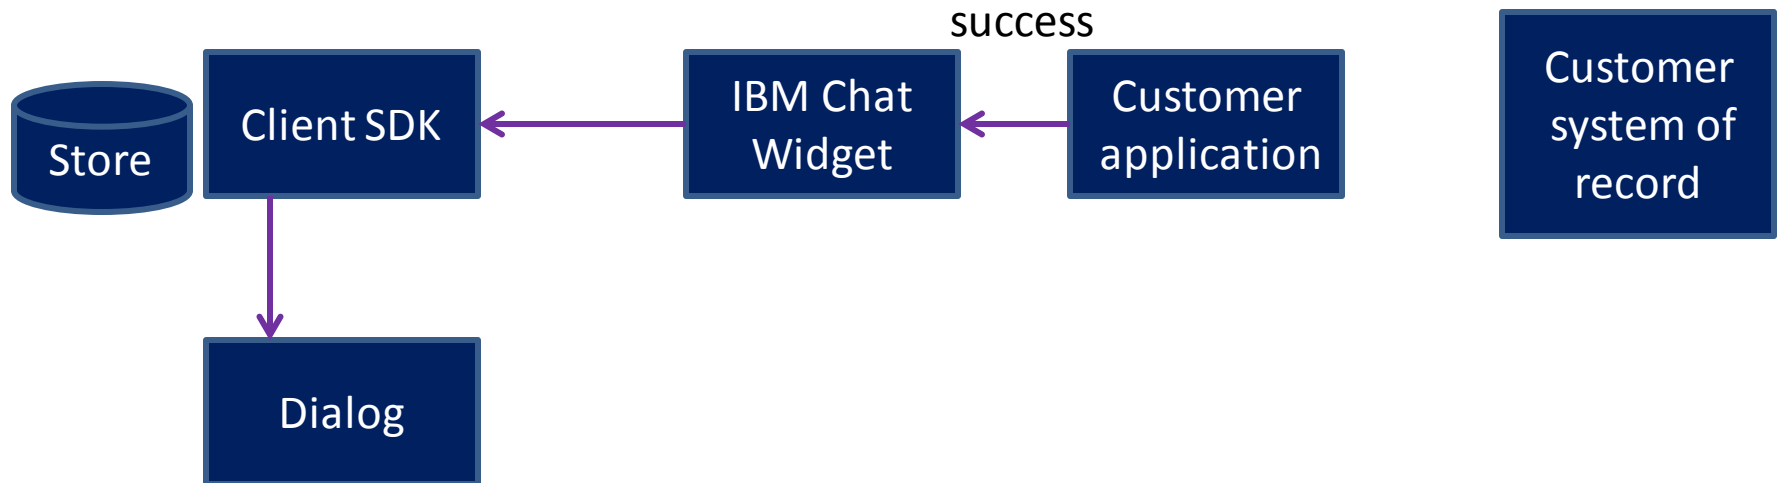 success
Store
Client SDK
IBM Chat
Widget
Customer
application
Customer
system of
record
Dialog